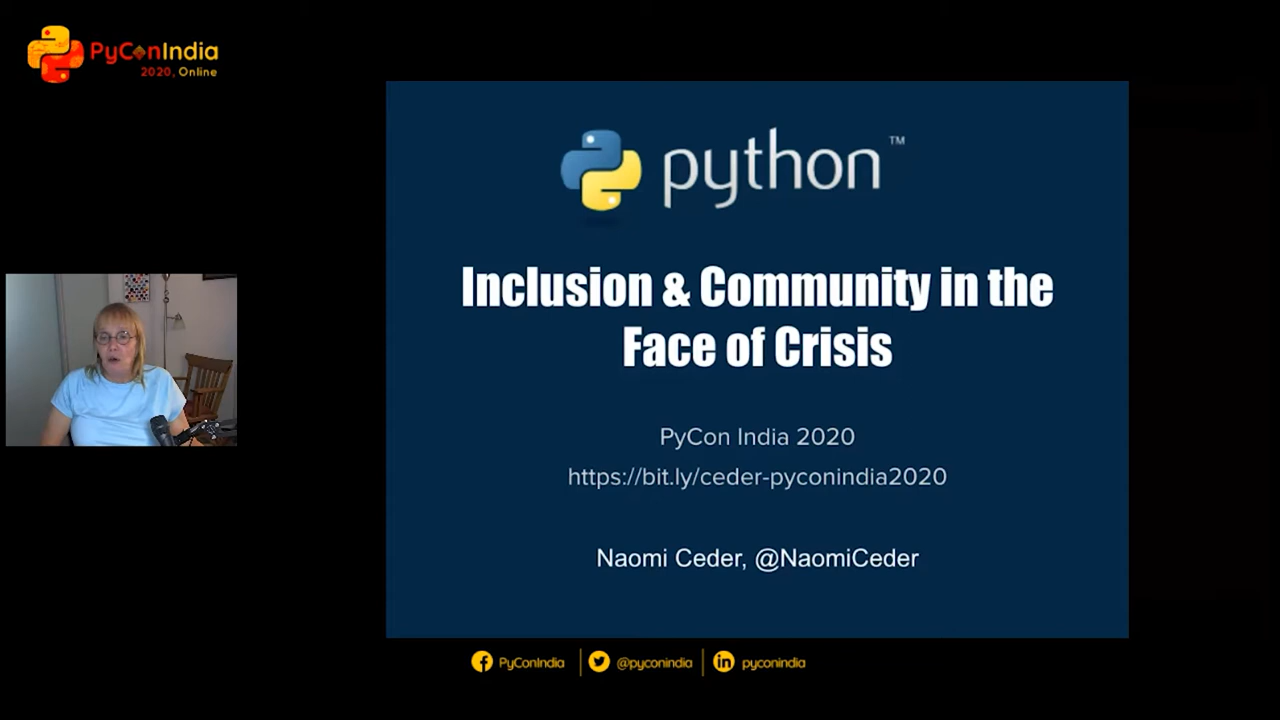 PyConIndia
2020, Online
python™
Inclusion & Community in the
Face of Crisis
PyCon India 2020
https://bit.ly/ceder-pyconindia2020
Naomi Ceder, @NaomiCeder
PyConIndia
@pyconindia
pyconindia